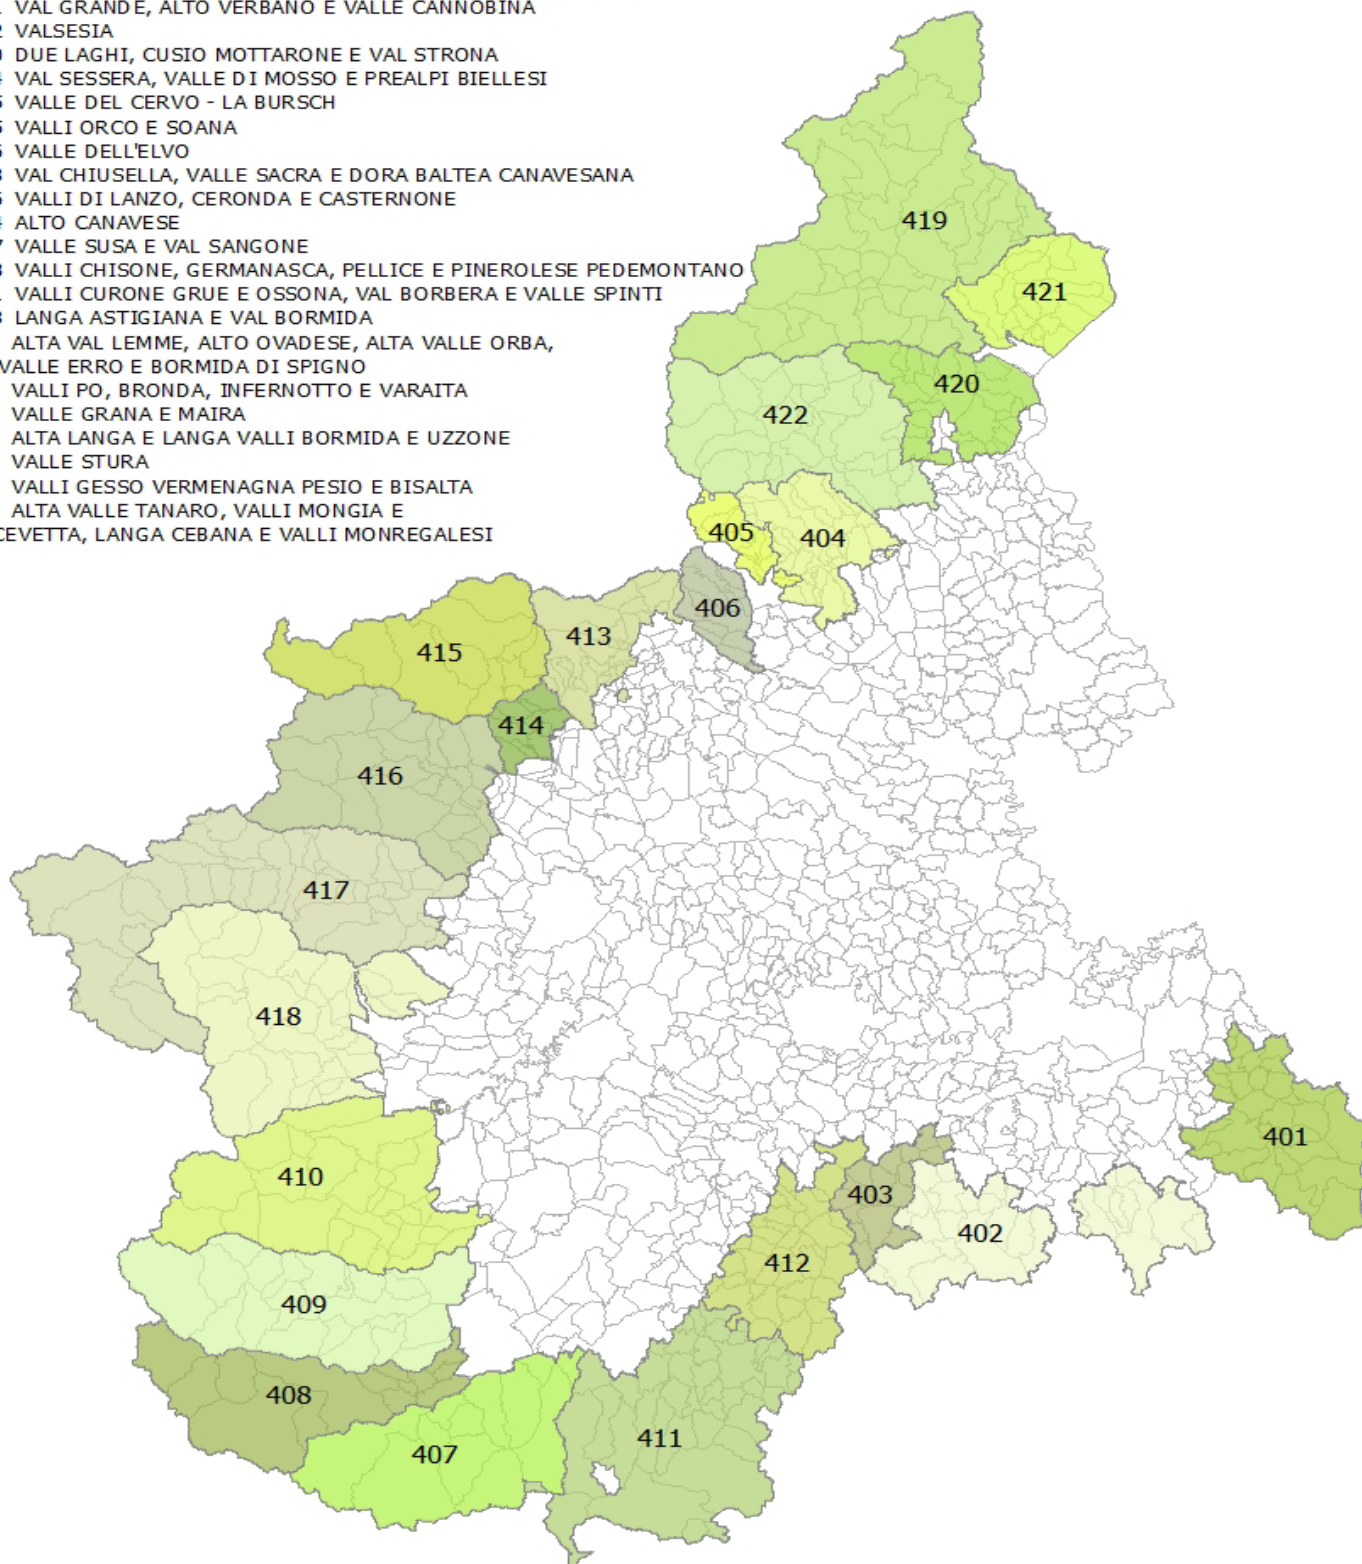 VAL GRANDE, ALTO VERBANO E VALLE CANNOBINA
VALSESIA
DUE LAGHI, CUSIO MOTTARONE E VAL STRONA
VAL SESSERA, VALLE DI MOSSO E PREALPI BIELLESI
VALLE DEL CERVO - LA BURSCH
VALLI ORCO E SOANA
VALLE DELL'ELVO
VAL CHIUSELLA, VALLE SACRA E DORA BALTEA CANAVESANA
VALLI DI LANZO, CERONDA E CASTERNONE
ALTO CANAVESE
VALLE SUSA E VAL SANGONE
VALLI CHISONE, GERMANASCA, PELLICE E PINEROLESE PEDEMONTANO
VALLI CURONE GRUE E OSSONA, VAL BORBERA E VALLE SPINTI
LANGA ASTIGIANA E VAL BORMIDA
ALTA VAL LEMME, ALTO OVADESE, ALTA VALLE ORBA,
VALLE ERRO E BORMIDA DI SPIGNO
VALLI PO, BRONDA, INFERNOTTO E VARAITA
VALLE GRANA E MAIRA
ALTA LANGA E LANGA VALLI BORMIDA E UZZONE
VALLE STURA
VALLI GESSO VERMENAGNA PESIO E BISALTA
ALTA VALLE TANARO, VALLI MONGIA E
CEVETTA, LANGA CEBANA E VALLI MONREGALESI
419
421
420
422
405
404
406
413
415
414
416
417
418
401
410
403
402
412
409
408
411
407